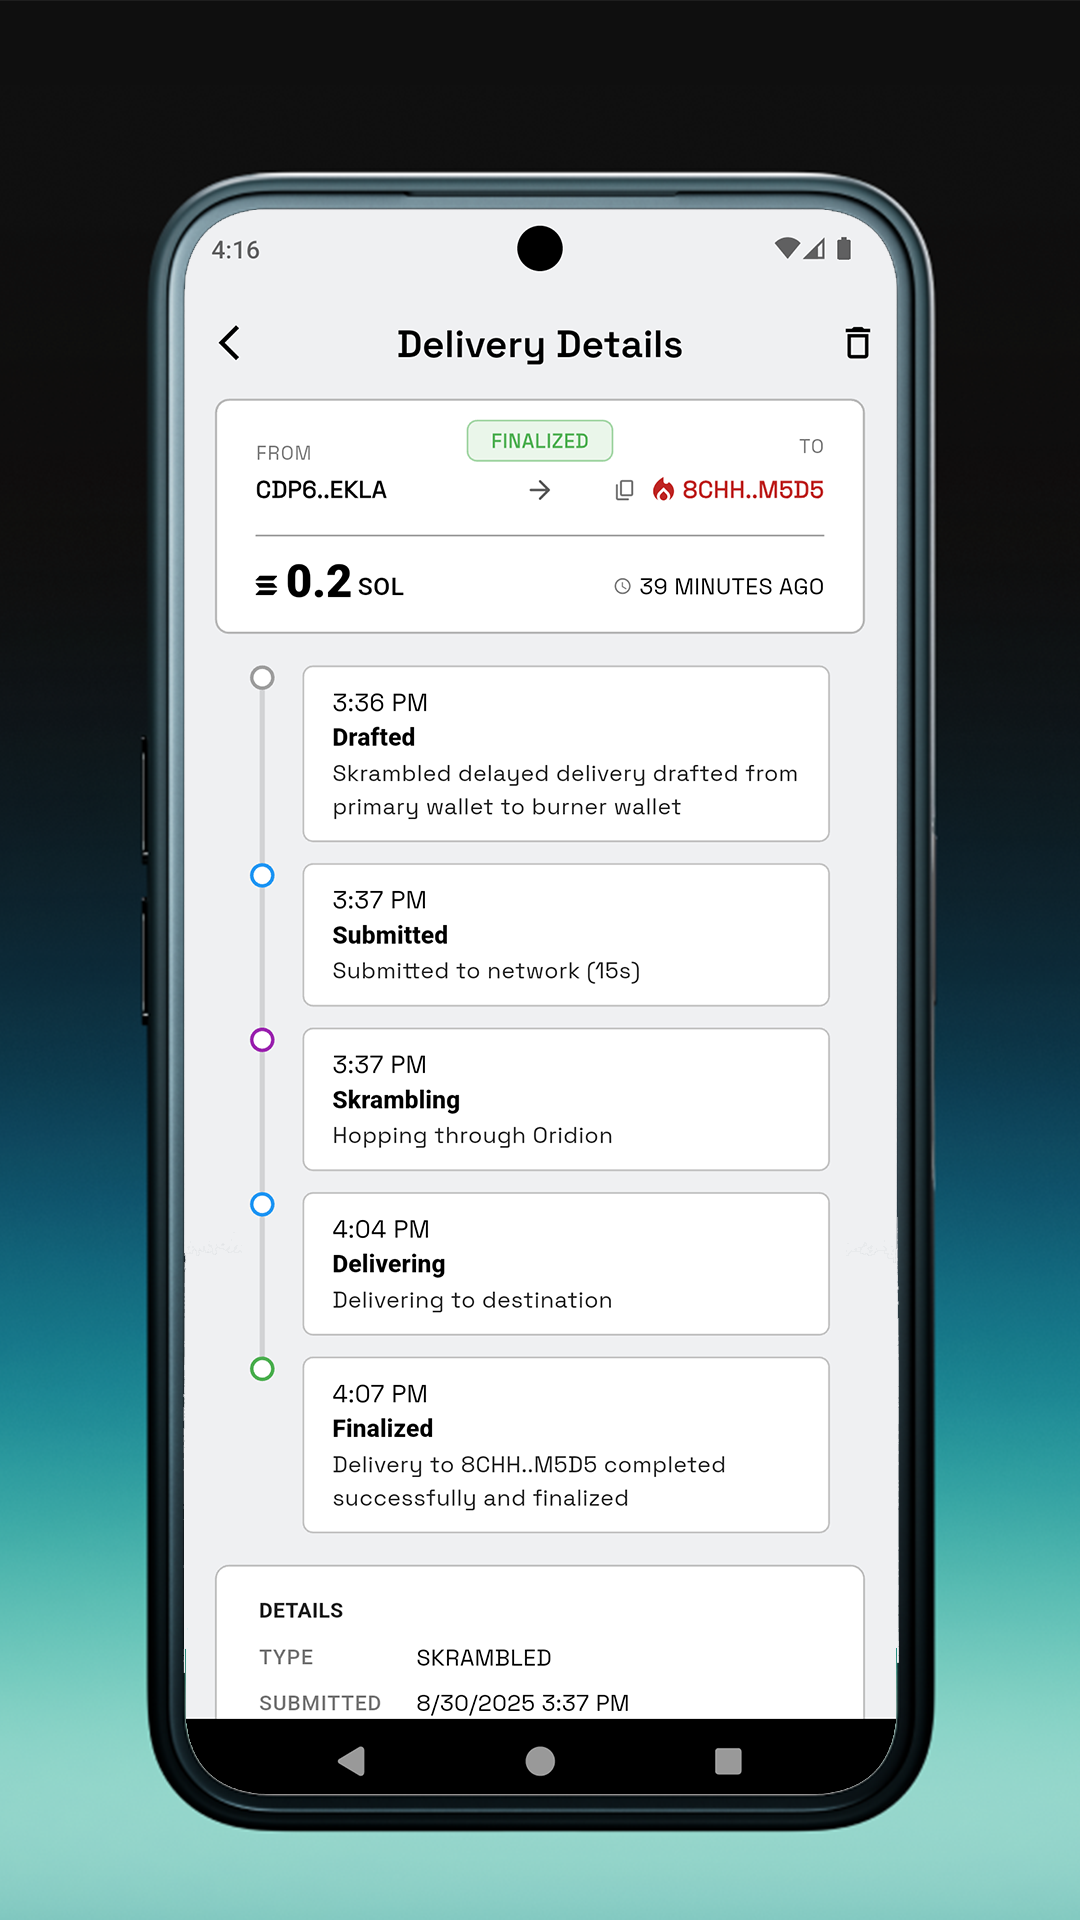 4:16
Delivery Details
FINALIZED
FROM
TO
CDP6..EKLA
8CHH..M5D5
0.2 SOL
39 MINUTES AGO
3:36 PM
Drafted
Skrambled delayed delivery drafted from
primary wallet to burner wallet
3:37 PM
Submitted
Submitted to network (15s)
3:37 PM
Skrambling
Hopping through Oridion
4:04 PM
Delivering
Delivering to destination
4:07 PM
Finalized
Delivery to 8CHH..M5D5 completed
successfully and finalized
DETAILS
TYPE SKRAMBLED
SUBMITTED 8/30/2025 3:37 PM